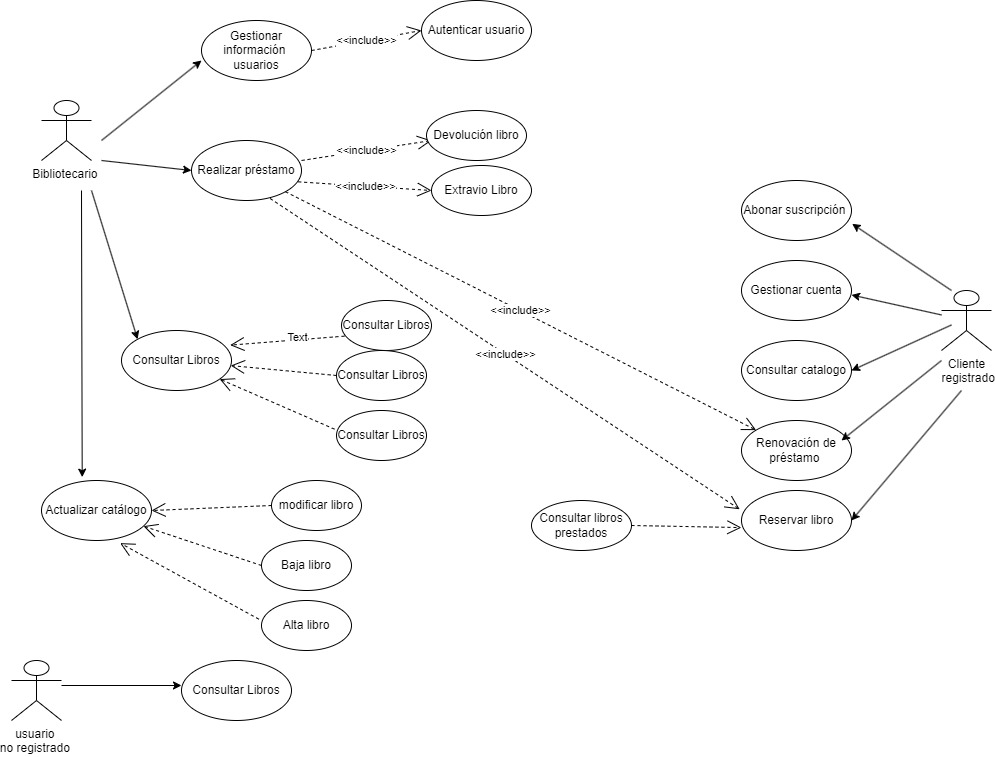 Gestionar
información
usuarios
<<include>>
Autenticar usuario
Bibliotecario
Realizar préstamo
<<include>>
Devolución libro
<<include>>
Extravio Libro
Abonar suscripción
Gestionar cuenta
<<include>>
<<include>>
Consultar catalogo
Cliente
registrado
Consultar Libros
Text
Consultar Libros
Consultar Libros
Consultar Libros
Renovación de
préstamo
Actualizar catálogo
modificar libro
Baja libro
Alta libro
Consultar libros
prestados
Reservar libro
usuario
no registrado
Consultar Libros